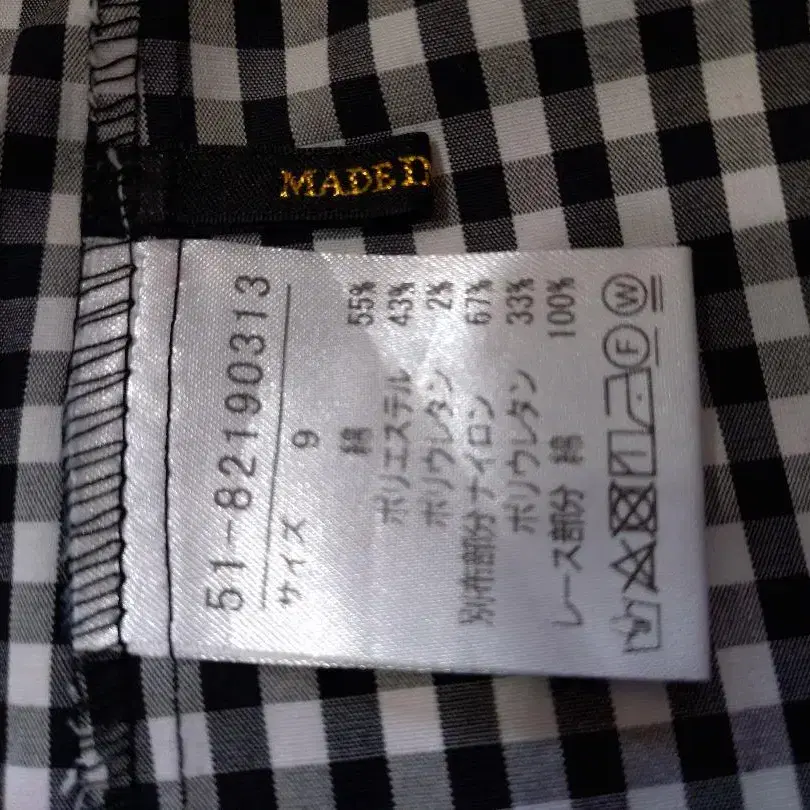 MADE I
51-82190313
サイズ 9
綿 55%
ポリエステル 43%
ポリウレタン 2%
別布部分 ナイロン 67%
ポリウレタン 33%
レース部分 綿 100%
F W